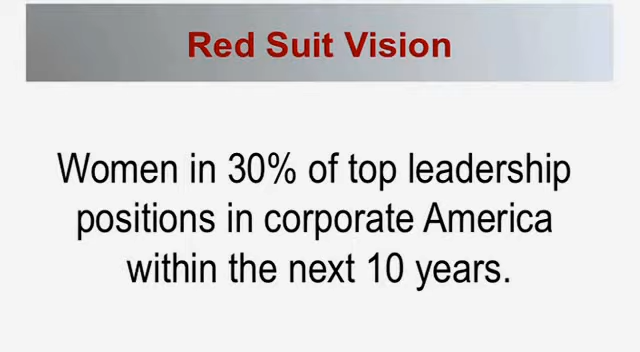 Red Suit Vision
Women in 30% of top leadership
positions in corporate America
within the next 10 years.